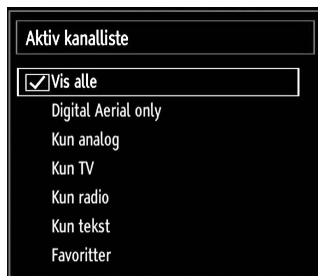 Aktiv kanalliste
Vis alle
Digital Aerial only
Kun analog
Kun TV
Kun radio
Kun tekst
Favoritter